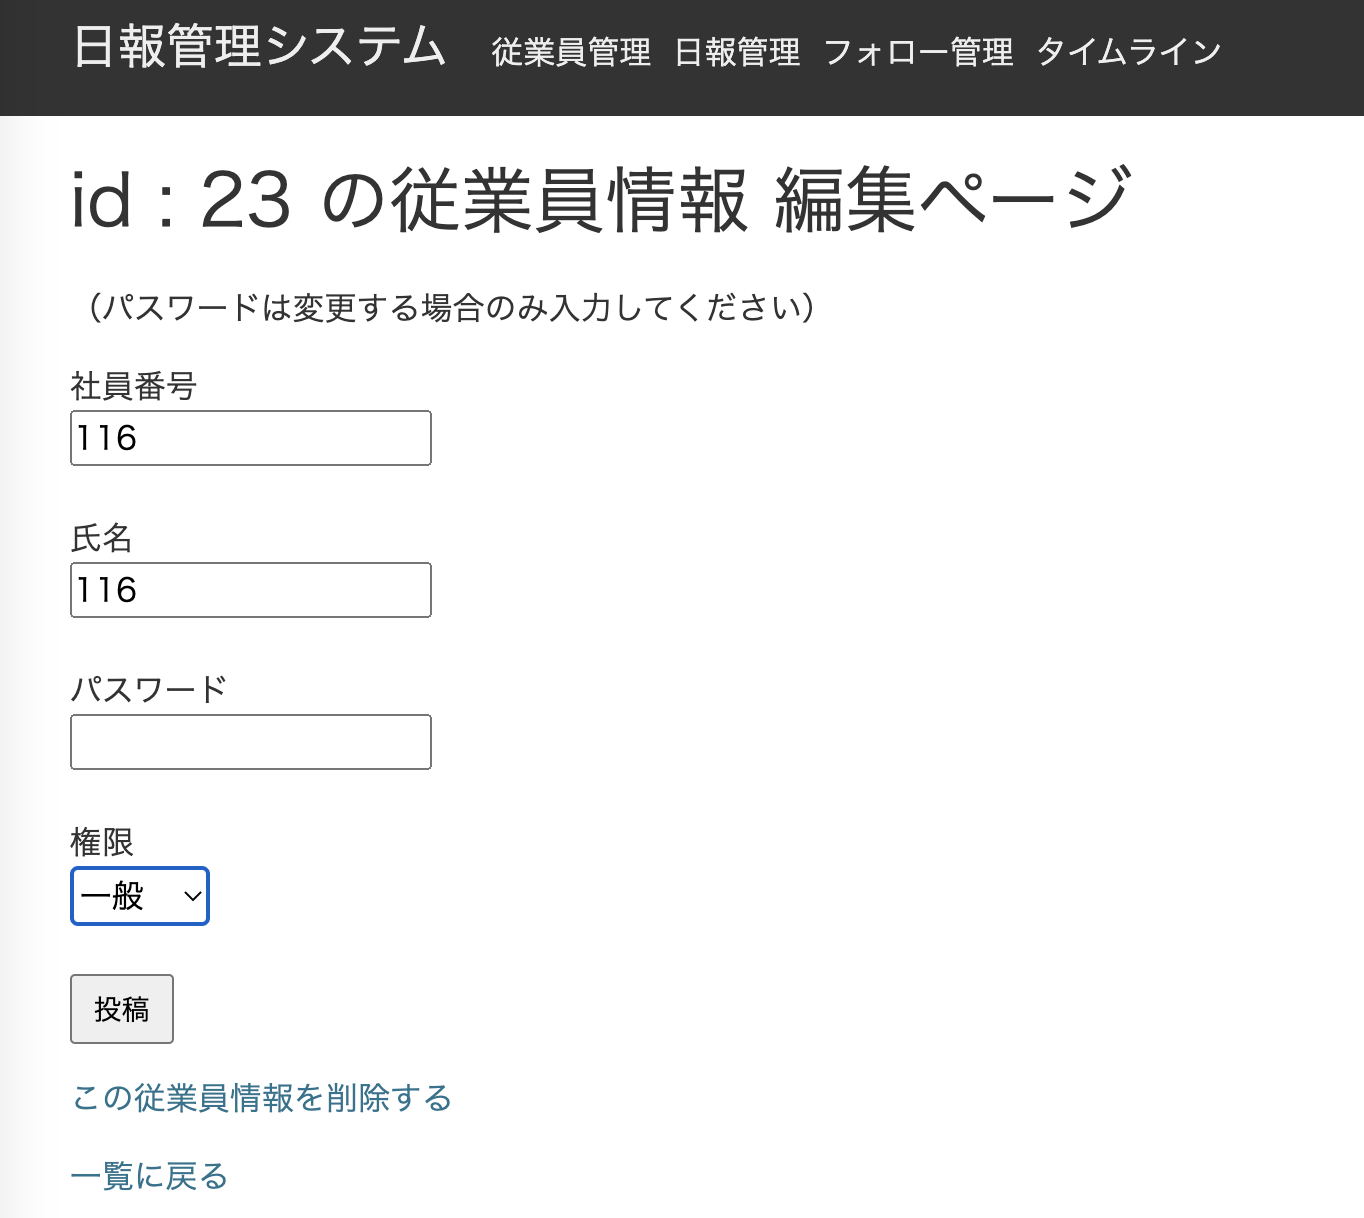 日報管理システム 従業員管理 日報管理 フォロー管理 タイムライン
id : 23 の従業員情報 編集ページ
（パスワードは変更する場合のみ入力してください）
社員番号
116
氏名
116
パスワード
権限
一般
投稿
この従業員情報を削除する
一覧に戻る